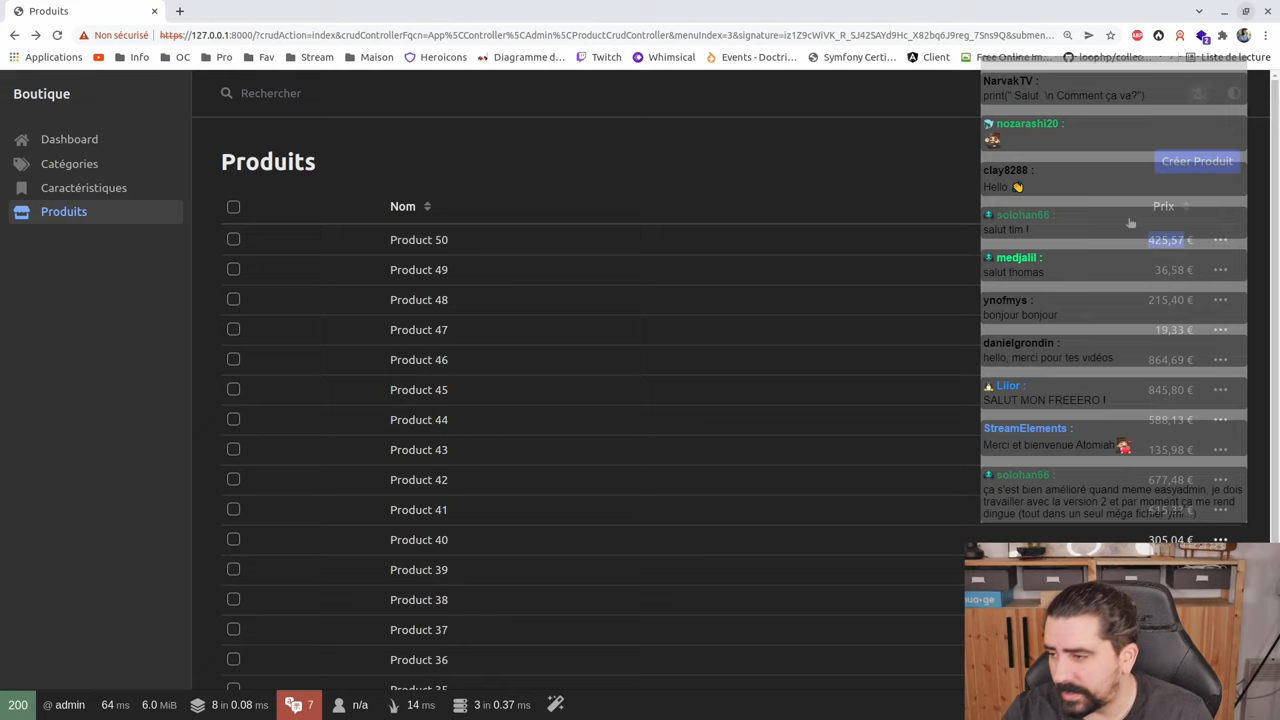 Produits
Non sécurisé
https://127.0.0.1:8000/?crudAction=index&crudControllerFqcn=App%5CController%5CAdmin%5CProductCrudController&menuIndex=3&signature=
Applications
Info
OC
Pro
Fav
Stream
Maison
Heroicons
Diagramme d...
Twitch
Whimsical
Events - Doctri...
Symfony Certi...
Client
Free Online Im...
loophp/collec...
Liste de lecture
Boutique
Rechercher
Dashboard
Catégories
Caractéristiques
Produits
Produits
Créer Produit
Nom
Prix
Product 50
425,57 €
Product 49
36,58 €
Product 48
215,40 €
Product 47
19,33 €
Product 46
864,69 €
Product 45
845,80 €
Product 44
588,13 €
Product 43
135,98 €
Product 42
677,48 €
Product 41
Product 40
305,04 €
Product 39
Product 38
Product 37
Product 36
Product 35
NarvakTV :
print(" Salut. \n Comment ça va?")
nozarashi20 :
clay8288 :
Hello
solohan66 :
salut tim !
medjalil :
salut thomas
ynofmys :
bonjour bonjour
danielgrondin :
hello, merci pour tes vidéos
Liior :
SALUT MON FREEERO !
StreamElements :
Merci et bienvenue Atomiah
solohan66 :
ça s'est bien amélioré quand meme easyadmin, je dois
travailler avec la version 2 et par moment ça me rend
dingue (tout dans un seul méga fichier
200
@ admin
64 ms
6.0 MiB
8 in 0.08 ms
7
n/a
14 ms
3 in 0.37 ms